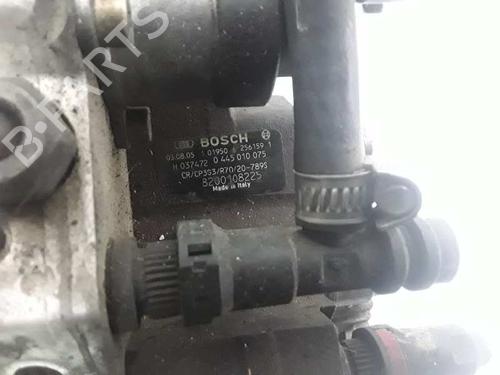 B-PARTS
BOSCH
03.08.05 1 01950 6 256159 1
H 037472 0 445 010 075
CR/CP3S3/R70/20-789S
8200108225
Made in Italy